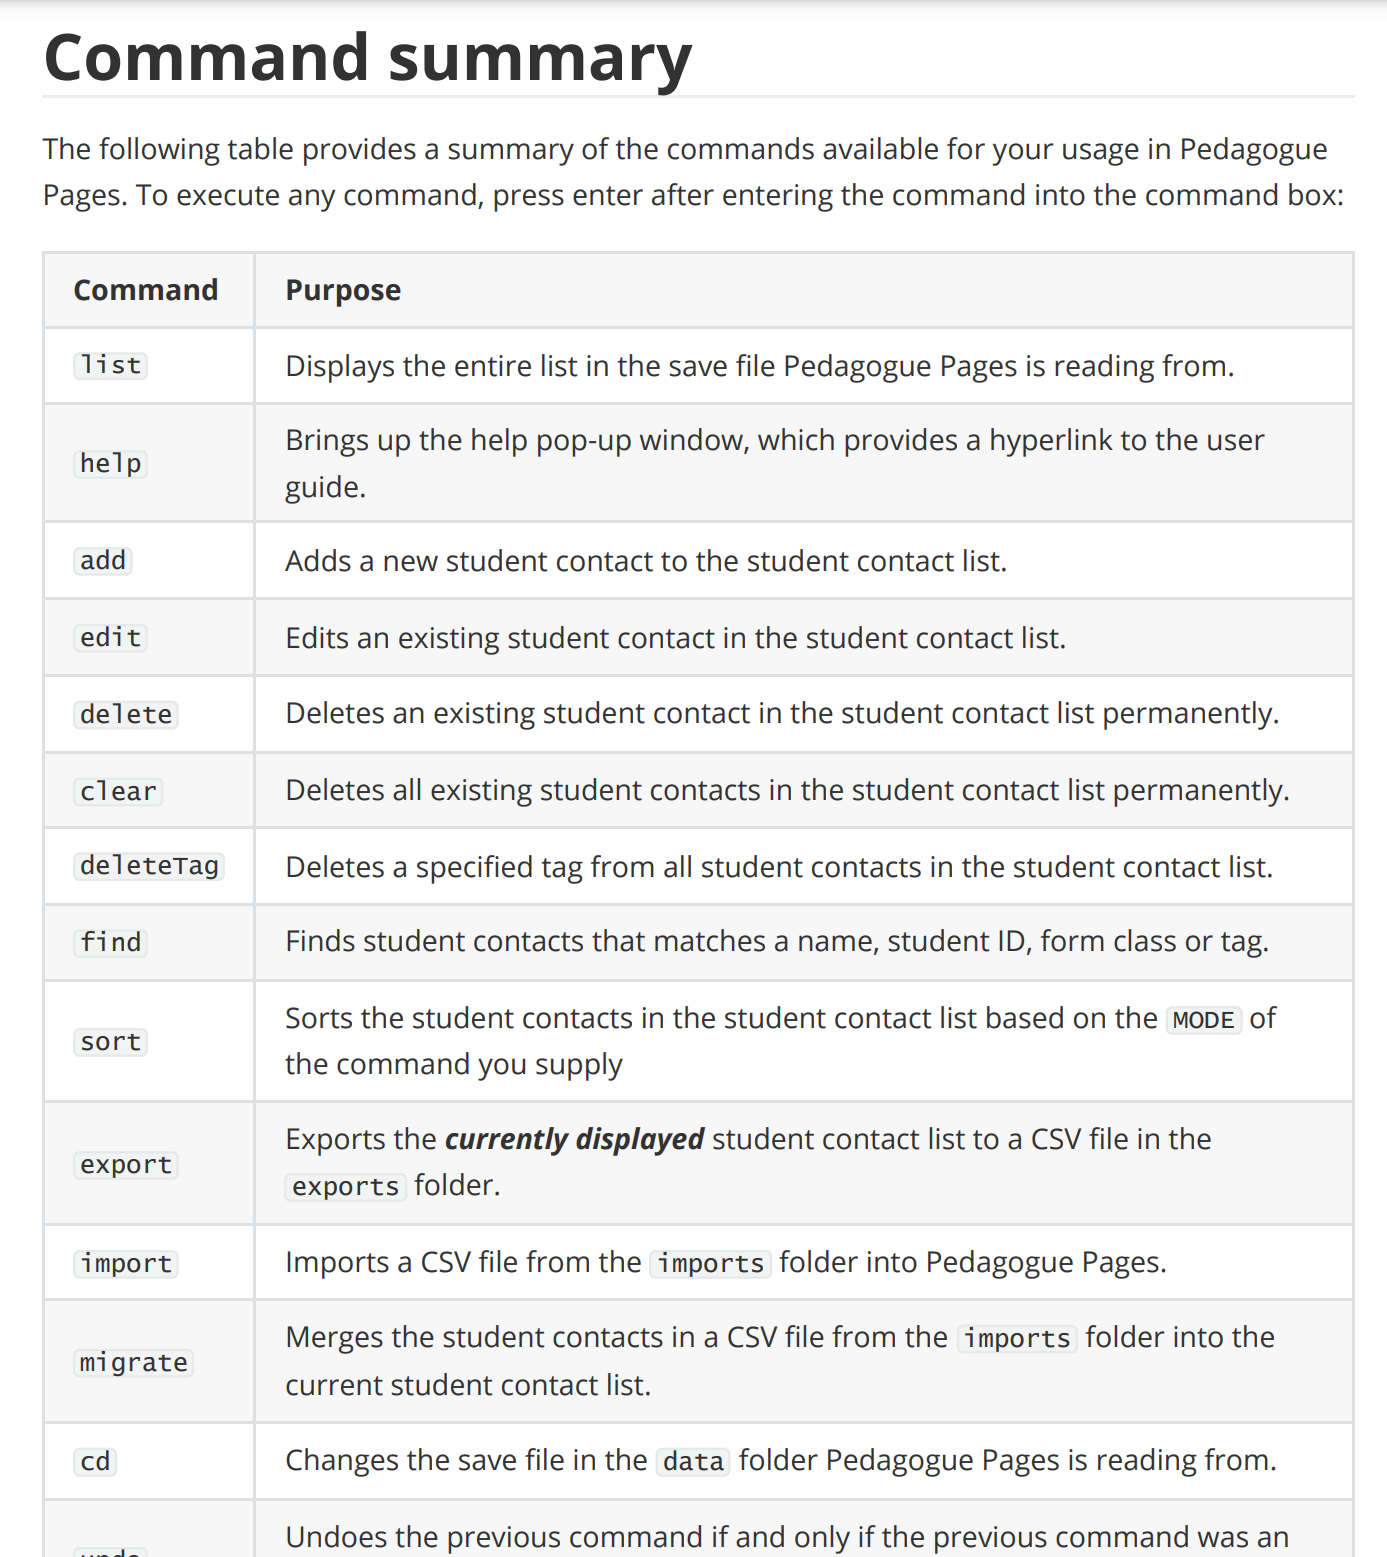 Command summary
The following table provides a summary of the commands available for your usage in Pedagogue
Pages. To execute any command, press enter after entering the command into the command box:
Command Purpose
list Displays the entire list in the save file Pedagogue Pages is reading from.
help Brings up the help pop-up window, which provides a hyperlink to the user
guide.
add Adds a new student contact to the student contact list.
edit Edits an existing student contact in the student contact list.
delete Deletes an existing student contact in the student contact list permanently.
clear Deletes all existing student contacts in the student contact list permanently.
deleteTag Deletes a specified tag from all student contacts in the student contact list.
find Finds student contacts that matches a name, student ID, form class or tag.
sort Sorts the student contacts in the student contact list based on the MODE of
the command you supply
export Exports the currently displayed student contact list to a CSV file in the
exports folder.
import Imports a CSV file from the imports folder into Pedagogue Pages.
migrate Merges the student contacts in a CSV file from the imports folder into the
current student contact list.
cd Changes the save file in the data folder Pedagogue Pages is reading from.
Undoes the previous command if and only if the previous command was an
undo